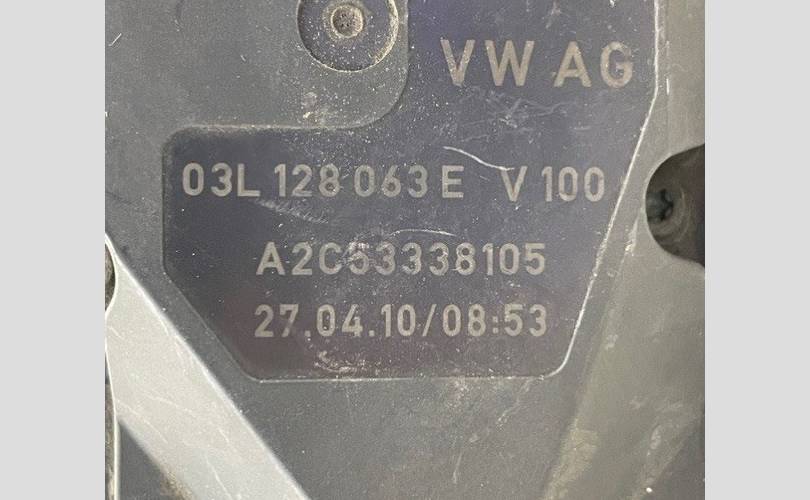 VW AG
03L 128 063 E V 100
A2C53338105
27.04.10/08:53